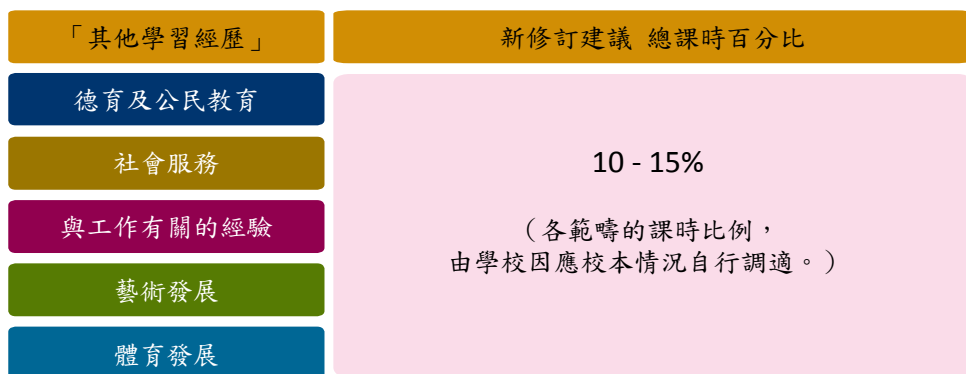 「其他學習經歷」
新修訂建議 總課時百分比
德育及公民教育
社會服務
與工作有關的經驗
藝術發展
體育發展
10 - 15%
（各範疇的課時比例，
由學校因應校本情況自行調適。）